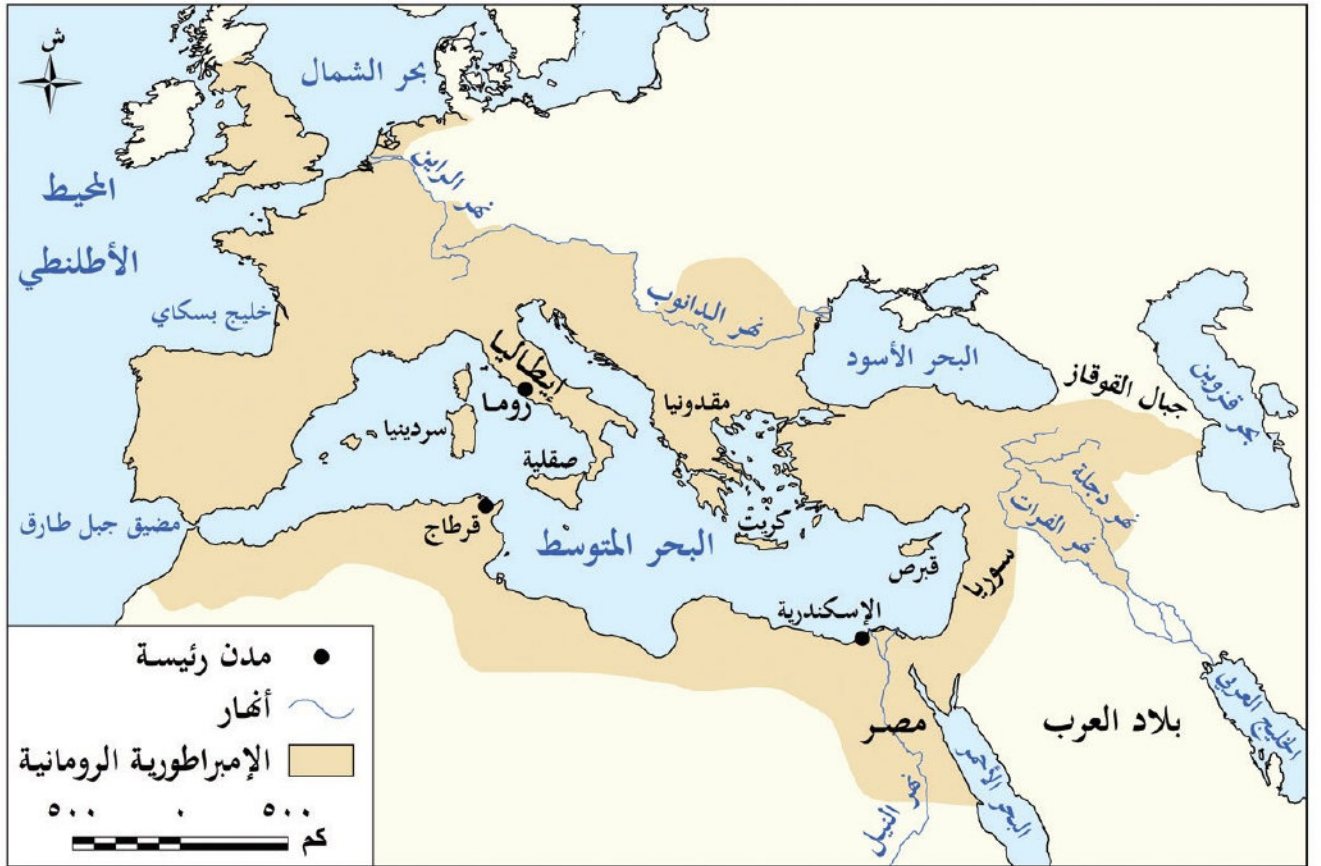 ش
بحر الشمال
المحيط
الأطلنطي
خليج بسكاي
نهر الراين
نهر الدانوب
البحر الأسود
جبال القوقاز
بحر قزوين
إيطاليا
روما
سردينيا
مقدونيا
صقلية
مضيق جبل طارق
قرطاج
البحر المتوسط
كريت
قبرص
سوريا
نهر دجلة
نهر الفرات
الإسكندرية
مصر
بلاد العرب
الخليج العربي
البحر الأحمر
نهر النيل
مدن رئيسة
أنهار
الإمبراطورية الرومانية
٥٠٠ ٠ ٥٠٠
كم